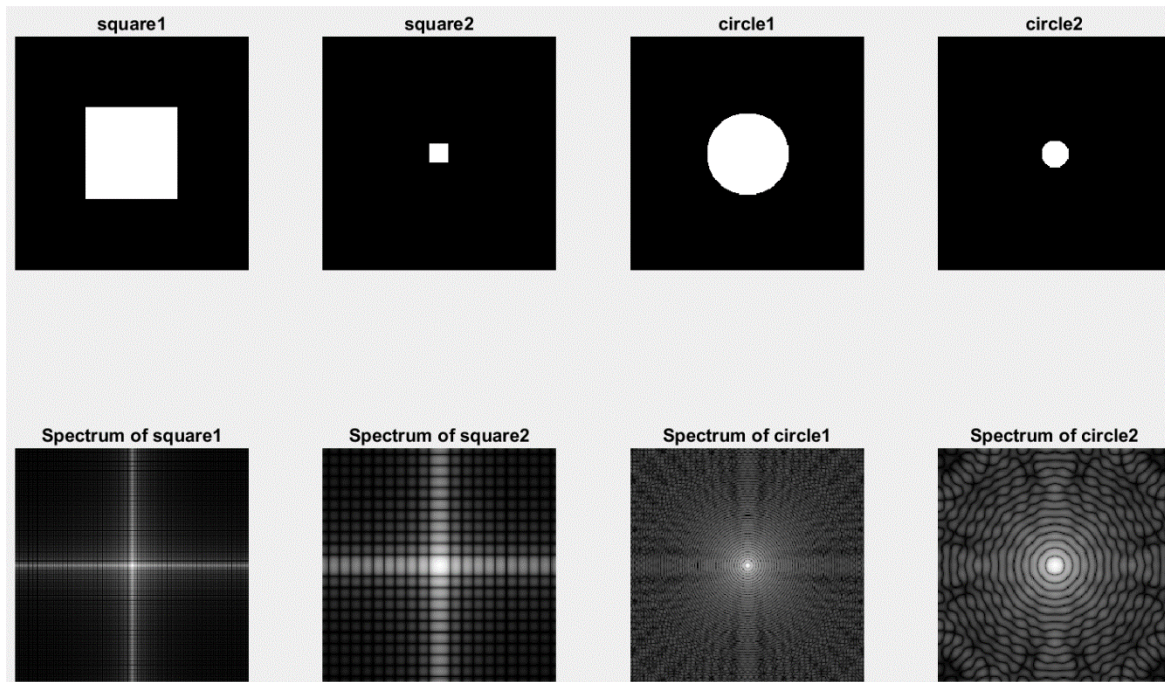 square1
square2
circle1
circle2
Spectrum of square1
Spectrum of square2
Spectrum of circle1
Spectrum of circle2